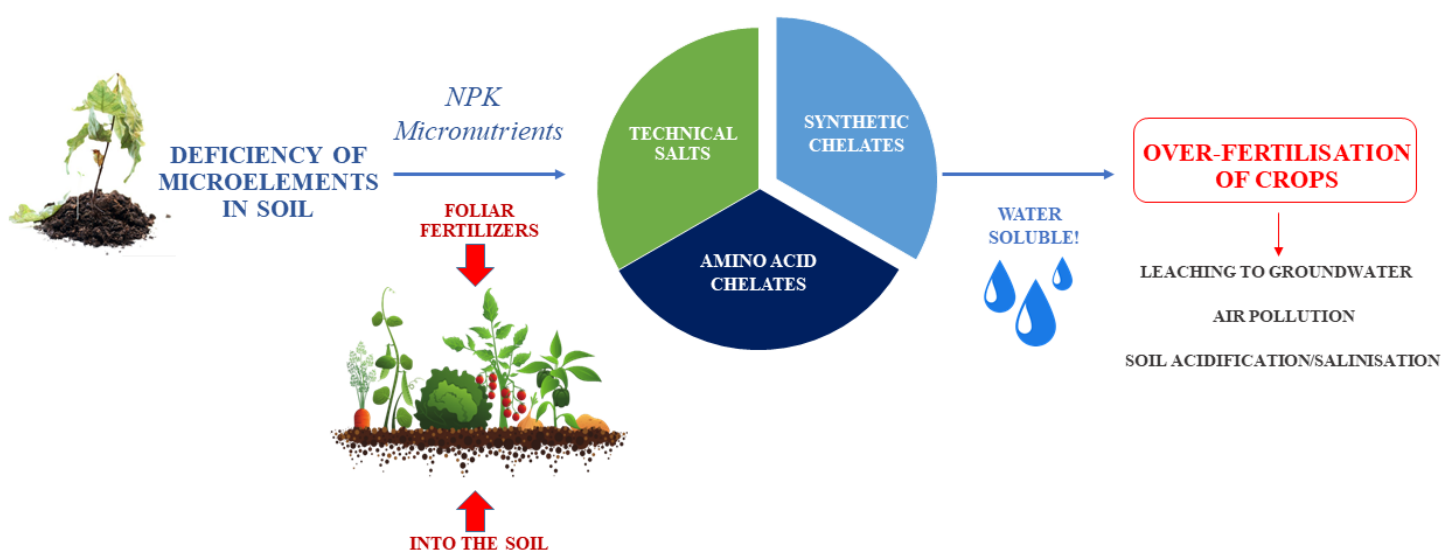 DEFICIENCY OF
MICROELEMENTS
IN SOIL
NPK
Micronutrients
FOLIAR
FERTILIZERS
INTO THE SOIL
TECHNICAL
SALTS
SYNTHETIC
CHELATES
AMINO ACID
CHELATES
WATER
SOLUBLE!
OVER-FERTILISATION
OF CROPS
LEACHING TO GROUNDWATER
AIR POLLUTION
SOIL ACIDIFICATION/SALINISATION